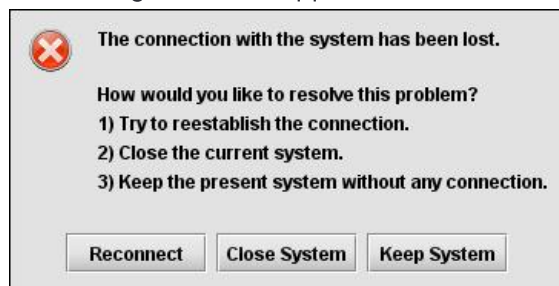 The connection with the system has been lost.
How would you like to resolve this problem?
1) Try to reestablish the connection.
2) Close the current system.
3) Keep the present system without any connection.
Reconnect Close System Keep System